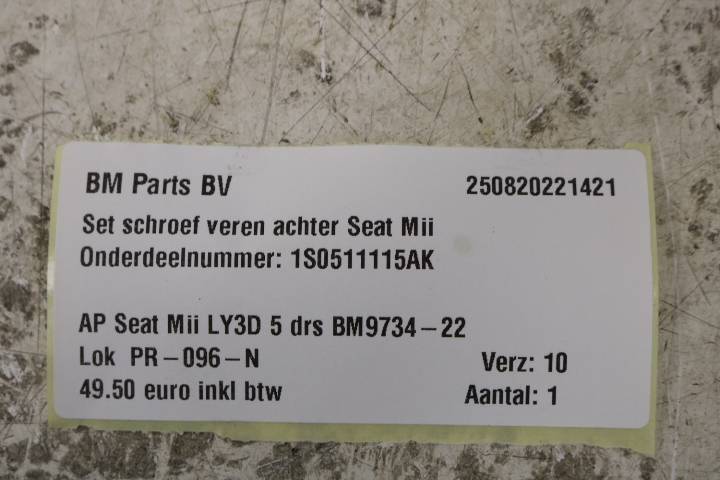 BM Parts BV 250820221421
Set schroef veren achter Seat Mii
Onderdeelnummer: 1S0511115AK
AP Seat Mii LY3D 5 drs BM9734-22
Lok PR-096-N Verz: 10
49.50 euro inkl btw Aantal: 1